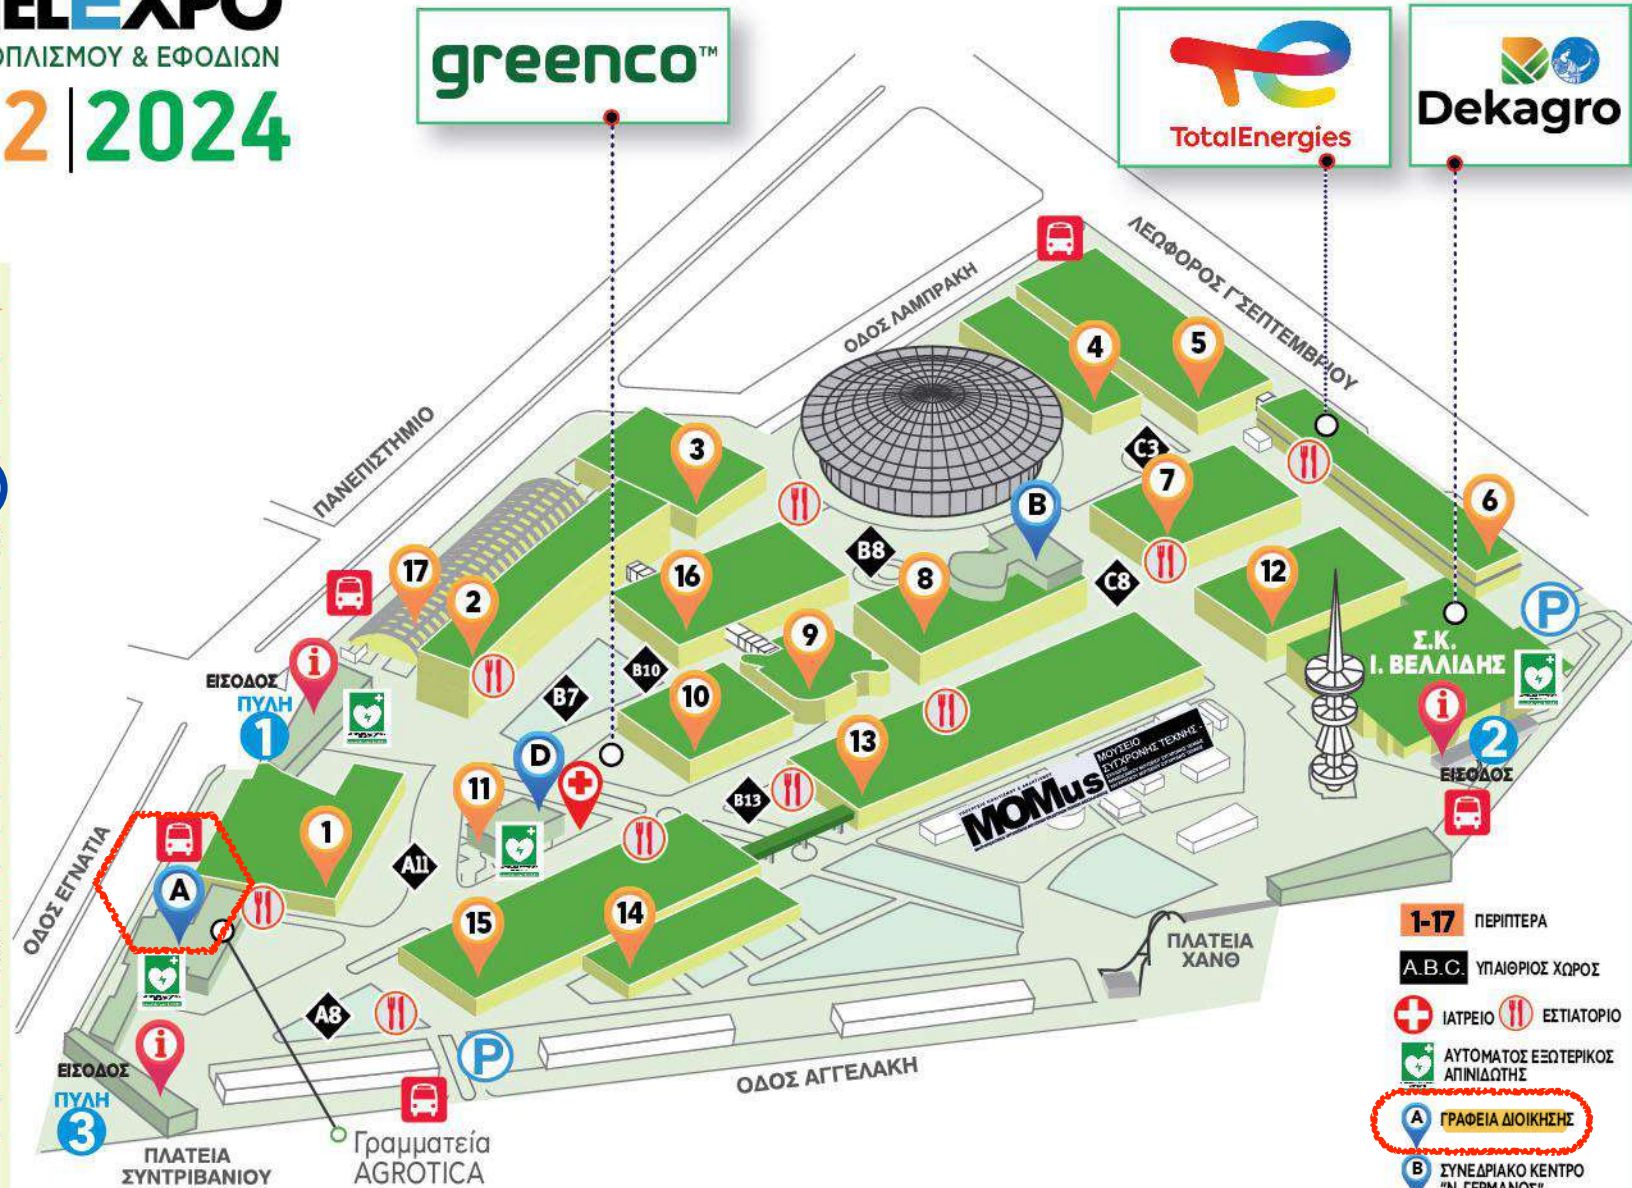 ELEXPO
ΟΠΛΙΣΜΟΥ & ΕΦΟΔΙΩΝ
2 | 2024
greenco™
TotalEnergies
Dekagro
ΛΕΩΦΟΡΟΣ Γ΄ΣΕΠΤΕΜΒΡΙΟΥ
ΟΔΟΣ ΛΑΜΠΡΑΚΗ
ΠΑΝΕΠΙΣΤΗΜΙΟ
4
5
3
C3
7
6
B
B8
17
2
16
8
C8
12
P
9
Σ.Κ.
Ι. ΒΕΛΛΙΔΗΣ
i
ΕΙΣΟΔΟΣ
ΠΥΛΗ
1
B10
B7
10
i
2
ΕΙΣΟΔΟΣ
13
D
11
B13
ΜΟΥΣΕΙΟ
ΣΥΓΧΡΟΝΗΣ ΤΕΧΝΗΣ -
MOMus
1
A11
A
ΟΔΟΣ ΕΓΝΑΤΙΑ
15
14
ΠΛΑΤΕΙΑ
ΧΑΝΘ
A8
P
i
ΕΙΣΟΔΟΣ
ΠΥΛΗ
3
ΟΔΟΣ ΑΓΓΕΛΑΚΗ
ΠΛΑΤΕΙΑ
ΣΥΝΤΡΙΒΑΝΙΟΥ
Γραμματεία
AGROTICA
1-17 ΠΕΡΙΠΤΕΡΑ
A.B.C. ΥΠΑΙΘΡΙΟΣ ΧΩΡΟΣ
ΙΑΤΡΕΙΟ ΕΣΤΙΑΤΟΡΙΟ
ΑΥΤΟΜΑΤΟΣ ΕΞΩΤΕΡΙΚΟΣ
ΑΠΙΝΙΔΩΤΗΣ
A ΓΡΑΦΕΙΑ ΔΙΟΙΚΗΣΗΣ
B ΣΥΝΕΔΡΙΑΚΟ ΚΕΝΤΡΟ
"Ν. ΓΕΡΜΑΝΟΣ"